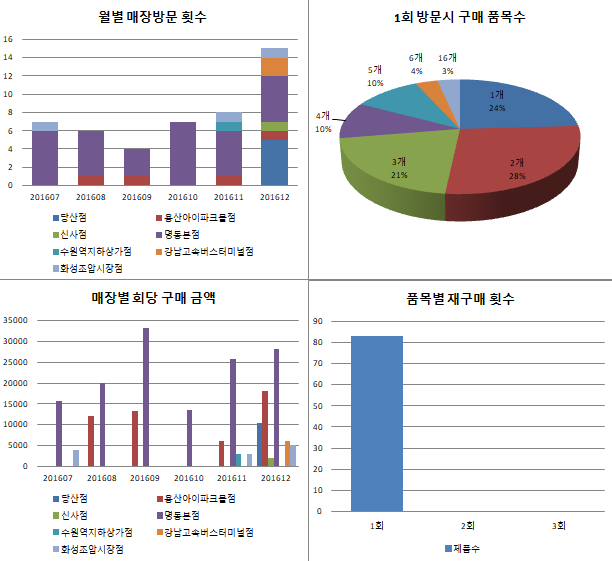 월별 매장방문 횟수
16
14
12
10
8
6
4
2
0
201607 201608 201609 201610 201611 201612
당산점 용산아이파크몰점
신사점 명동본점
수원역지하상가점 강남고속버스터미널점
화성조암시장점
1회 방문시 구매 품목수
1개
24%
2개
28%
3개
21%
4개
10%
5개
10%
6개
4%
16개
3%
매장별 회당 구매 금액
35000
30000
25000
20000
15000
10000
5000
0
201607 201608 201609 201610 201611 201612
당산점 용산아이파크몰점
신사점 명동본점
수원역지하상가점 강남고속버스터미널점
화성조암시장점
품목별 재구매 횟수
90
80
70
60
50
40
30
20
10
0
1회 2회 3회
제품수